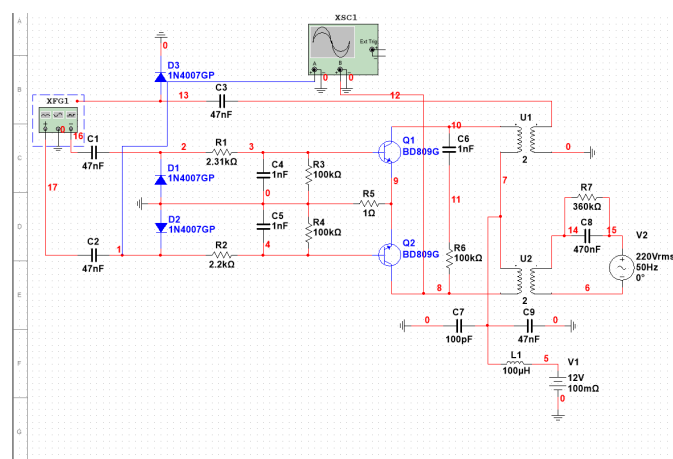 XSC1
A
Ext Trig
A B
0
0
0
D3
1N4007GP
C3
47nF
13
12
B
XFG1
0
16
C1
47nF
2
R1
2.31kΩ
3
Q1
BD809G
10
C6
1nF
U1
2
0
C
D1
1N4007GP
C4
1nF
R3
100kΩ
17
0
R5
1Ω
9
7
11
R7
360kΩ
D
D2
1N4007GP
C5
1nF
R4
100kΩ
C2
47nF
1
R2
2.2kΩ
4
Q2
BD809G
R6
100kΩ
U2
2
14
C8
470nF
15
V2
220Vrms
50Hz
0°
E
8
6
0
C7
100pF
C9
47nF
0
F
L1
100µH
5
V1
12V
100mΩ
0
G